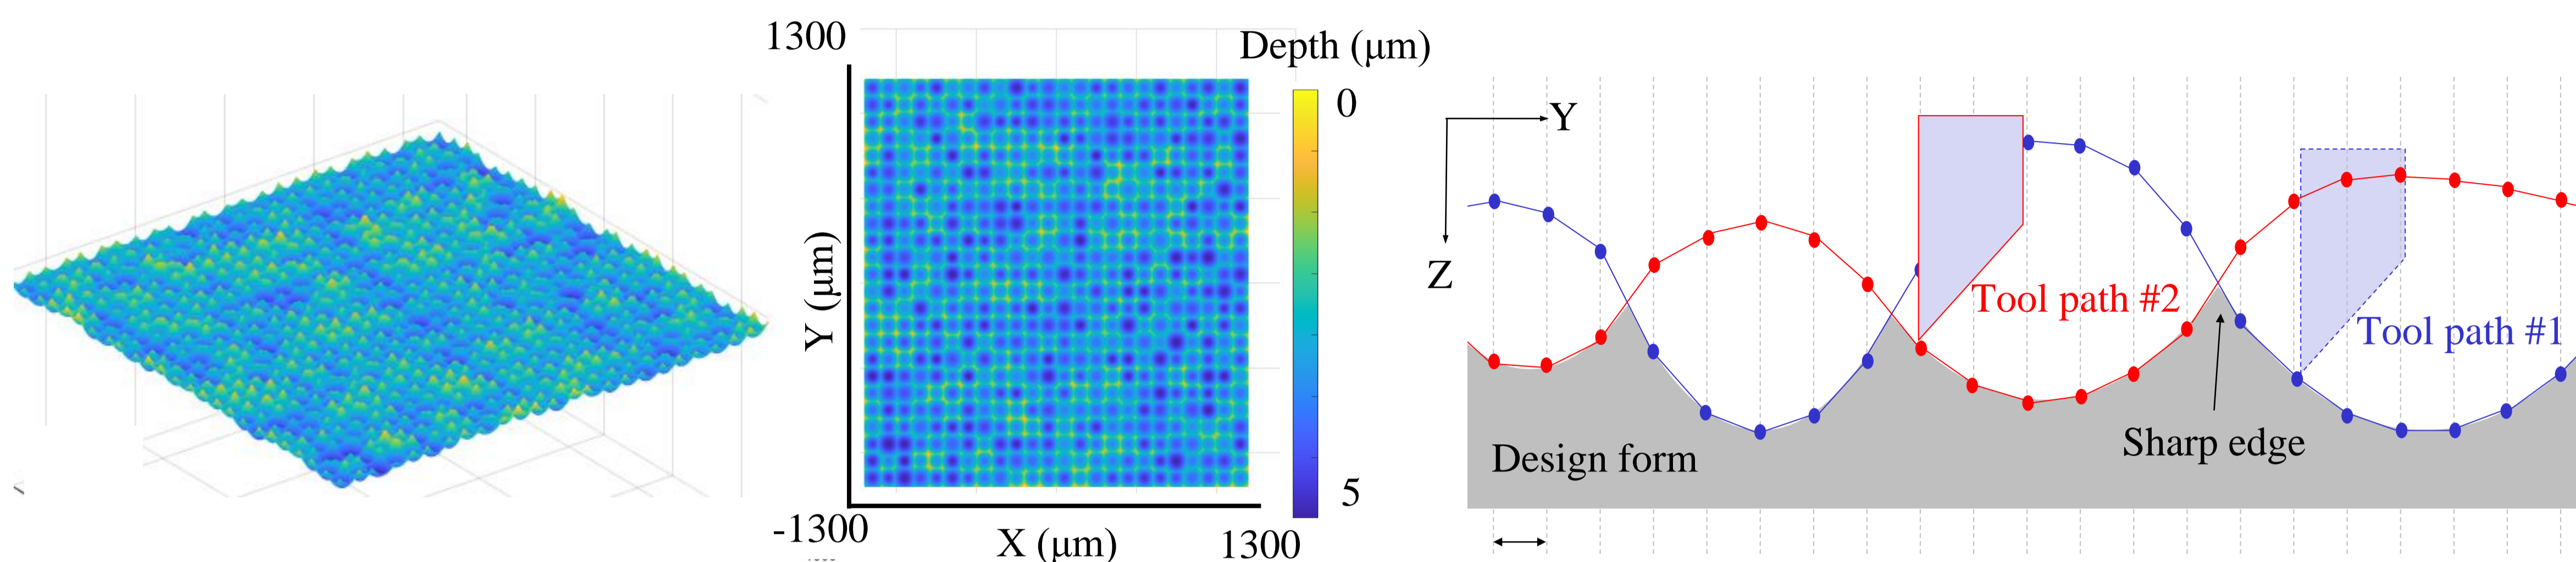 1300
Depth (μm)
0
5
Y (μm)
-1300
X (μm)
1300
Y
Z
Tool path #2
Tool path #1
Sharp edge
Design form